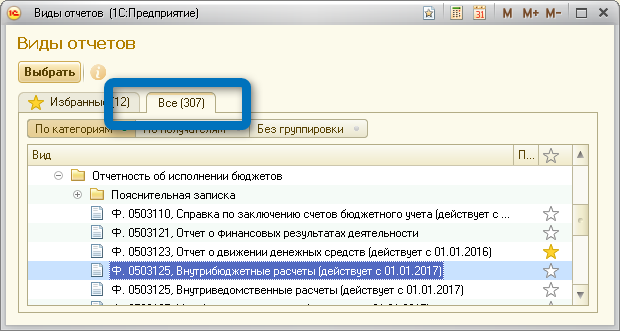 Виды отчетов (1С:Предприятие)
M M+ M-
Виды отчетов
Выбрать
Избранные (12) Все (307)
По категориям По получателям Без группировки
Вид П...
Отчетность об исполнении бюджетов
Пояснительная записка
Ф. 0503110, Справка по заключению счетов бюджетного учета (действует с ...
Ф. 0503121, Отчет о финансовых результатах деятельности
Ф. 0503123, Отчет о движении денежных средств (действует с 01.01.2016)
Ф. 0503125, Внутрибюджетные расчеты (действует с 01.01.2017)
Ф. 0503125, Внутриведомственные расчеты (действует с 01.01.2017)